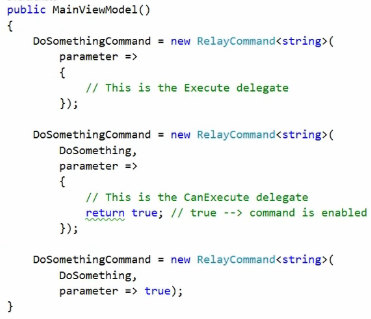 public MainViewModel()
{
    DoSomethingCommand = new RelayCommand<string>(
        parameter =>
        {
            // This is the Execute delegate
        });
    DoSomethingCommand = new RelayCommand<string>(
        DoSomething,
        parameter =>
        {
            // This is the CanExecute delegate
            return true; // true --> command is enabled
        });
    DoSomethingCommand = new RelayCommand<string>(
        DoSomething,
        parameter => true);
}